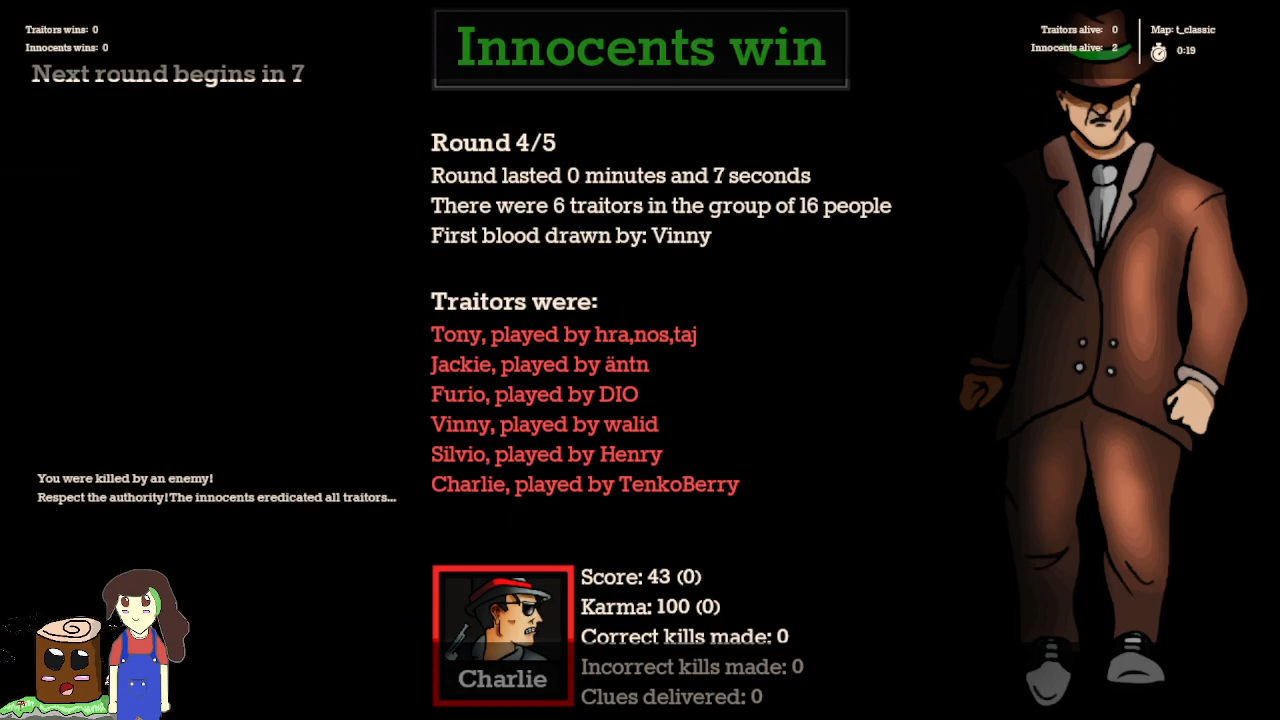 Traitors wins: 0
Innocents wins: 0
Next round begins in 7
Innocents win
Traitors alive: 0
Innocents alive: 2
Map: t_classic
0:19
Round 4/5
Round lasted 0 minutes and 7 seconds
There were 6 traitors in the group of 16 people
First blood drawn by: Vinny
Traitors were:
Tony, played by hra,nos,taj
Jackie, played by äntn
Furio, played by DIO
Vinny, played by walid
Silvio, played by Henry
Charlie, played by TenkoBerry
You were killed by an enemy!
Respect the authority!The innocents eredicated all traitors...
Charlie
Score: 43 (0)
Karma: 100 (0)
Correct kills made: 0
Incorrect kills made: 0
Clues delivered: 0